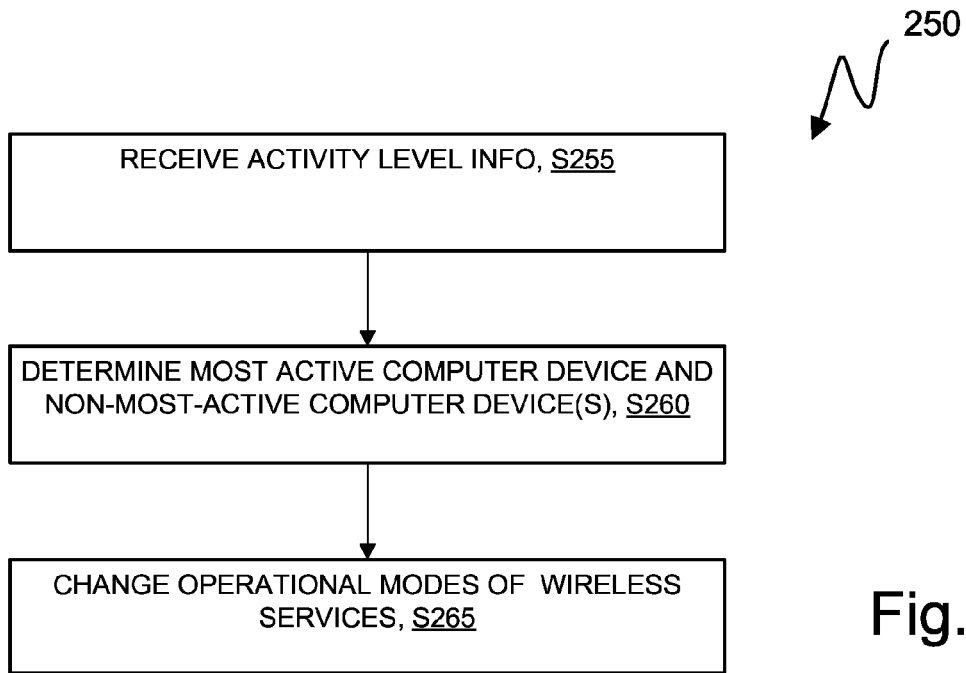 250
RECEIVE ACTIVITY LEVEL INFO, S255
DETERMINE MOST ACTIVE COMPUTER DEVICE AND
NON-MOST-ACTIVE COMPUTER DEVICE(S), S260
CHANGE OPERATIONAL MODES OF WIRELESS
SERVICES, S265
Fig.